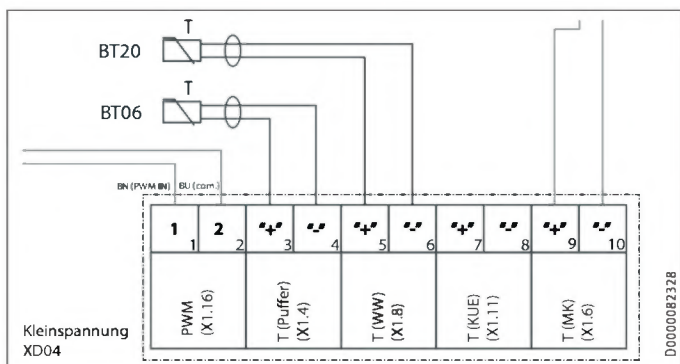 T
BT20
T
BT06
BN (PWM IN) BU (com.)
1 2 "+" "-" "+" "-" "+" "-" "+" "-"
1 2 3 4 5 6 7 8 9 10
PWM
(X1.16)
T (Puffer)
(X1.4)
T (WW)
(X1.8)
T (KUE)
(X1.11)
T (MK)
(X1.6)
Kleinspannung
XD04
D0000082328